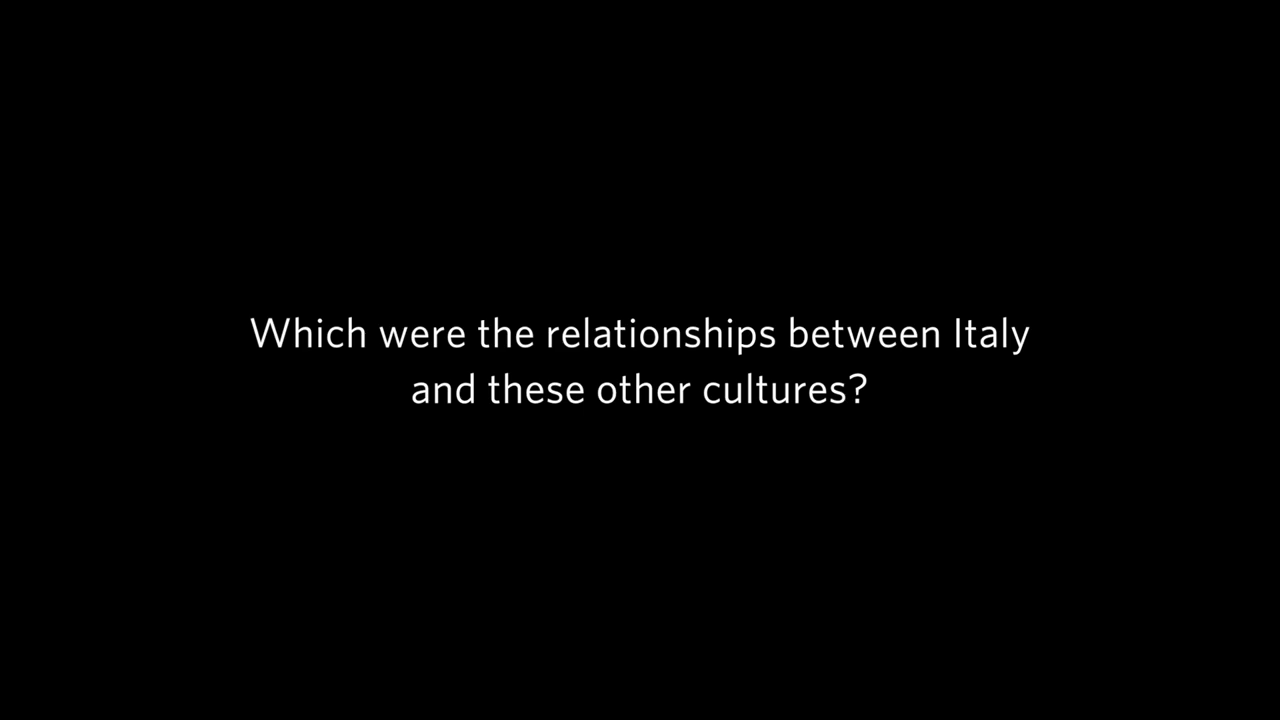 Which were the relationships between Italy
and these other cultures?